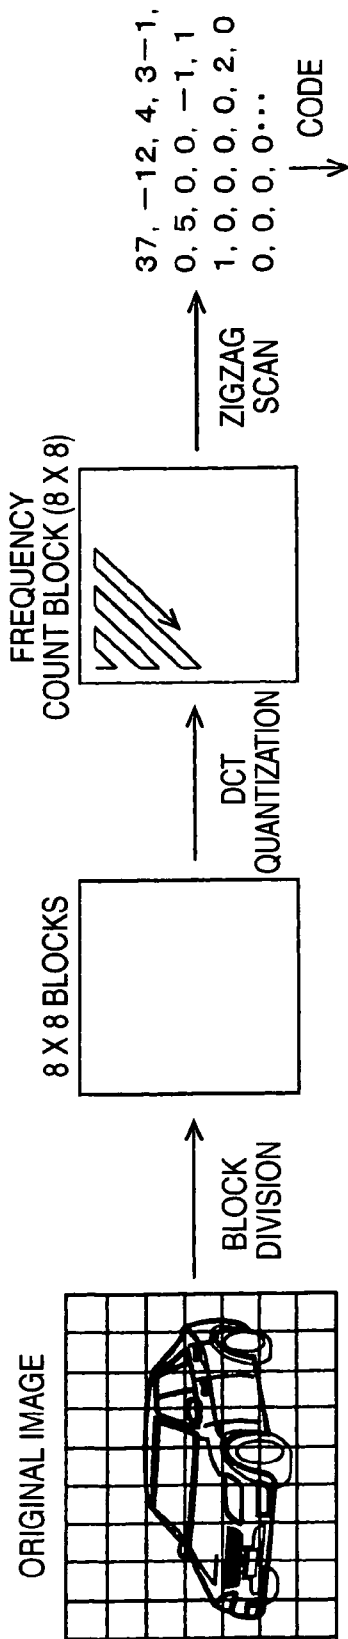 ORIGINAL IMAGE
BLOCK
DIVISION
8 X 8 BLOCKS
DCT
QUANTIZATION
FREQUENCY
COUNT BLOCK (8 X 8)
ZIGZAG
SCAN
37, −12, 4, 3−1,
0, 5, 0, 0, −1, 1
1, 0, 0, 0, 0, 2, 0
0, 0, 0, 0···
CODE